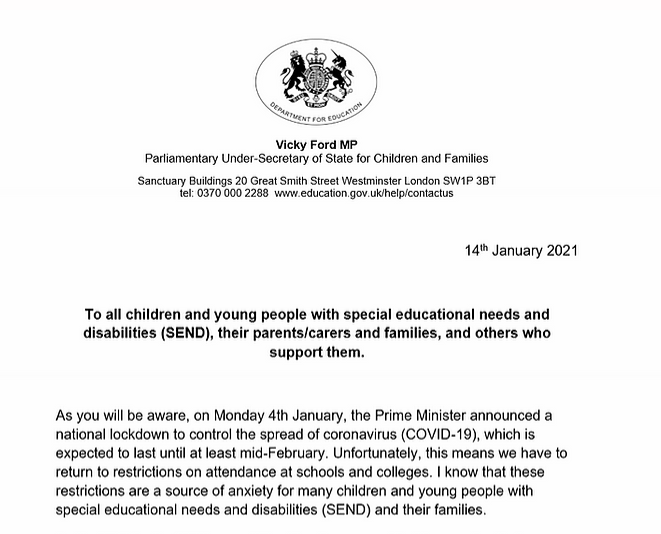 DEPARTMENT FOR EDUCATION
Vicky Ford MP
Parliamentary Under-Secretary of State for Children and Families
Sanctuary Buildings 20 Great Smith Street Westminster London SW1P 3BT
tel: 0370 000 2288  www.education.gov.uk/help/contactus
14th January 2021
To all children and young people with special educational needs and
disabilities (SEND), their parents/carers and families, and others who
support them.
As you will be aware, on Monday 4th January, the Prime Minister announced a
national lockdown to control the spread of coronavirus (COVID-19), which is
expected to last until at least mid-February. Unfortunately, this means we have to
return to restrictions on attendance at schools and colleges. I know that these
restrictions are a source of anxiety for many children and young people with
special educational needs and disabilities (SEND) and their families.